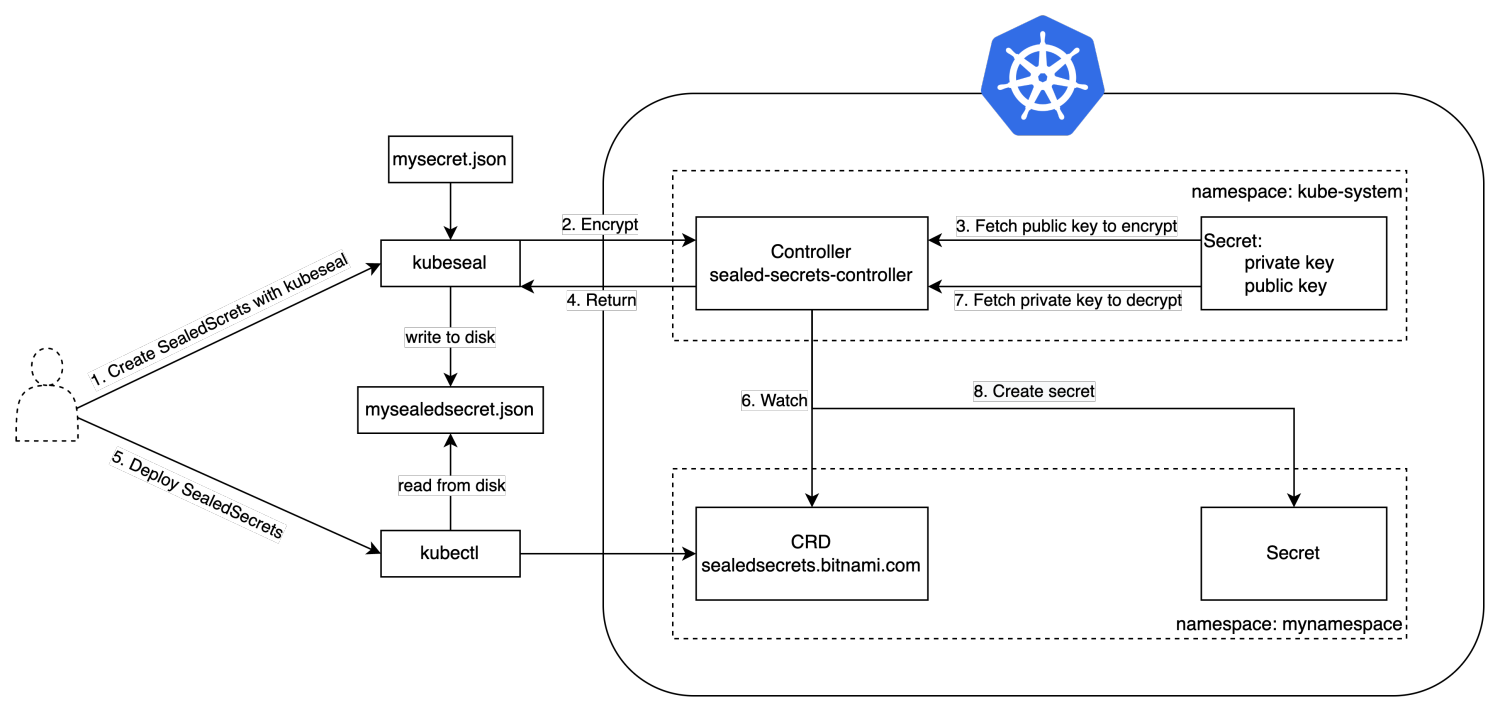 mysecret.json
namespace: kube-system
2. Encrypt
3. Fetch public key to encrypt
kubeseal
Controller
sealed-secrets-controller
Secret:
private key
public key
1. Create SealedScrets with kubeseal
4. Return
7. Fetch private key to decrypt
write to disk
mysealedsecret.json
6. Watch
8. Create secret
5. Deploy SealedSecrets
read from disk
kubectl
CRD
sealedsecrets.bitnami.com
Secret
namespace: mynamespace